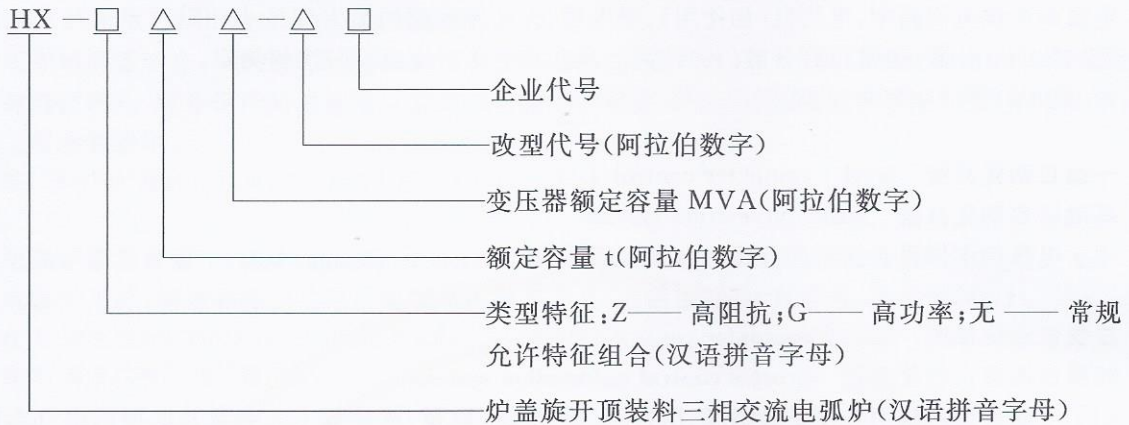 HX — □ △ △ △ □
企业代号
改型代号(阿拉伯数字)
变压器额定容量 MVA(阿拉伯数字)
额定容量 t(阿拉伯数字)
类型特征:Z—— 高阻抗;G—— 高功率;无 —— 常规
允许特征组合(汉语拼音字母)
炉盖旋开顶装料三相交流电弧炉(汉语拼音字母)